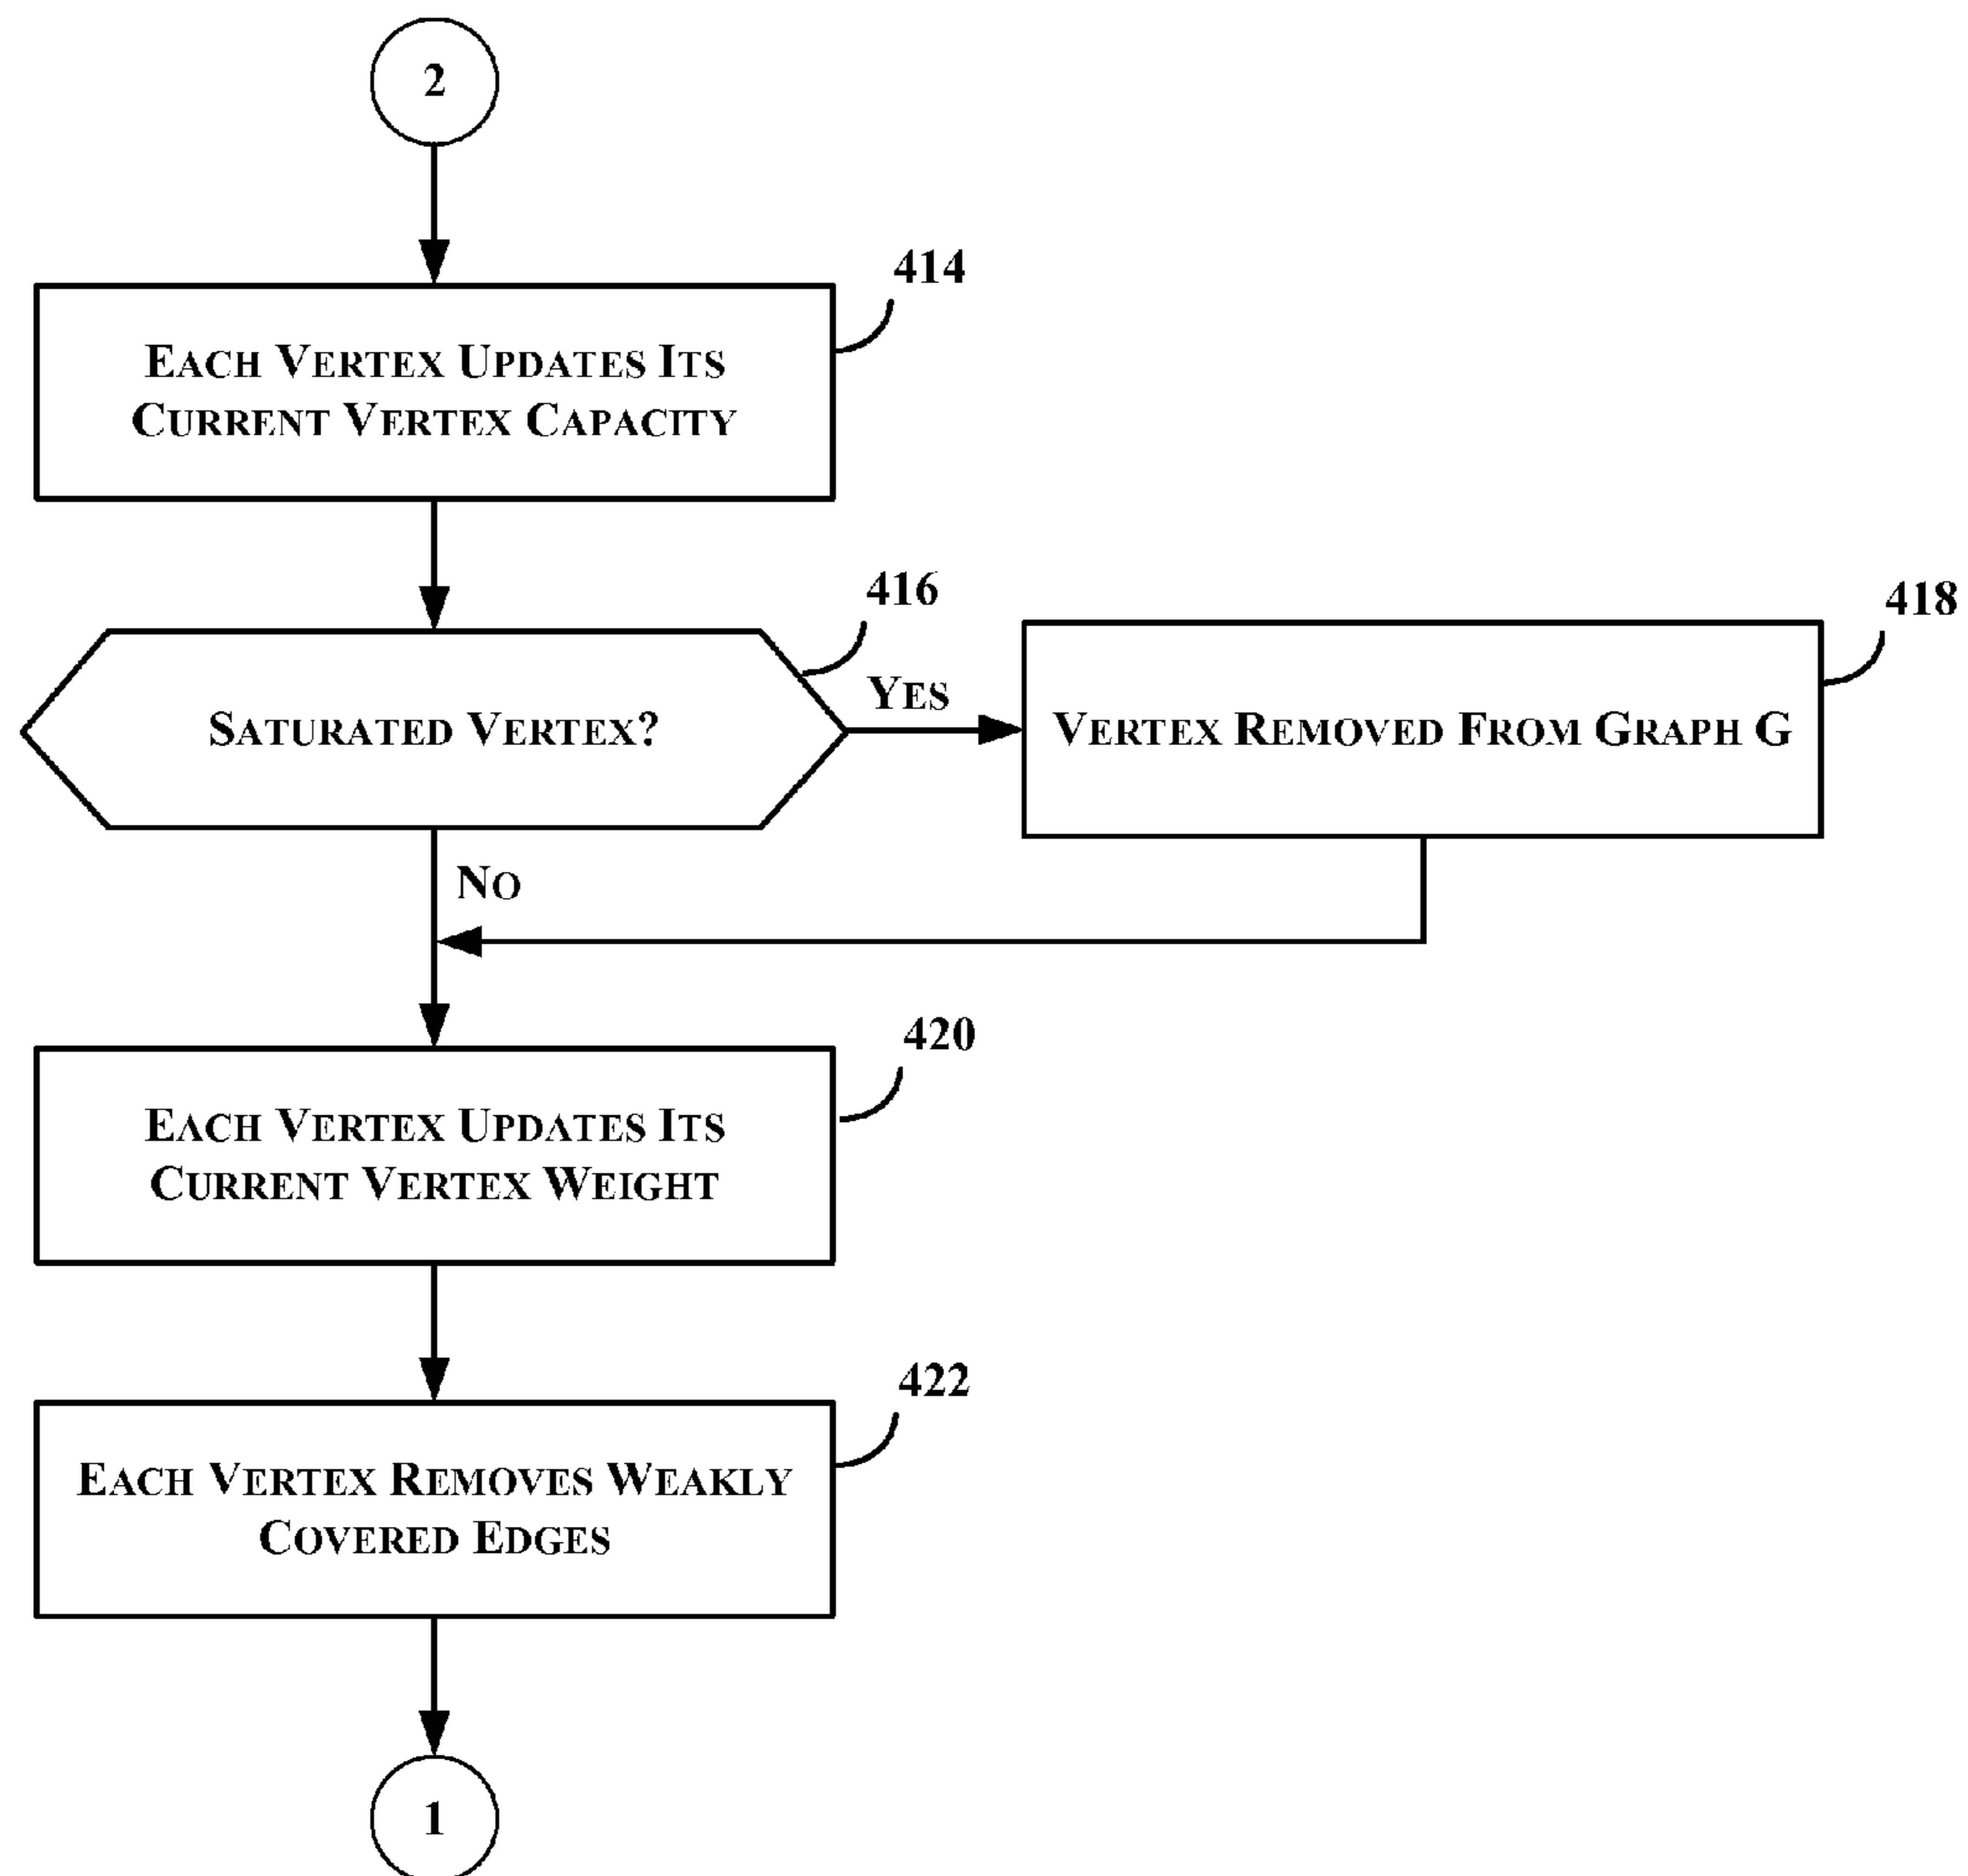 2
414
EACH VERTEX UPDATES ITS
CURRENT VERTEX CAPACITY
416
418
SATURATED VERTEX?
YES
VERTEX REMOVED FROM GRAPH G
NO
420
EACH VERTEX UPDATES ITS
CURRENT VERTEX WEIGHT
422
EACH VERTEX REMOVES WEAKLY
COVERED EDGES
1